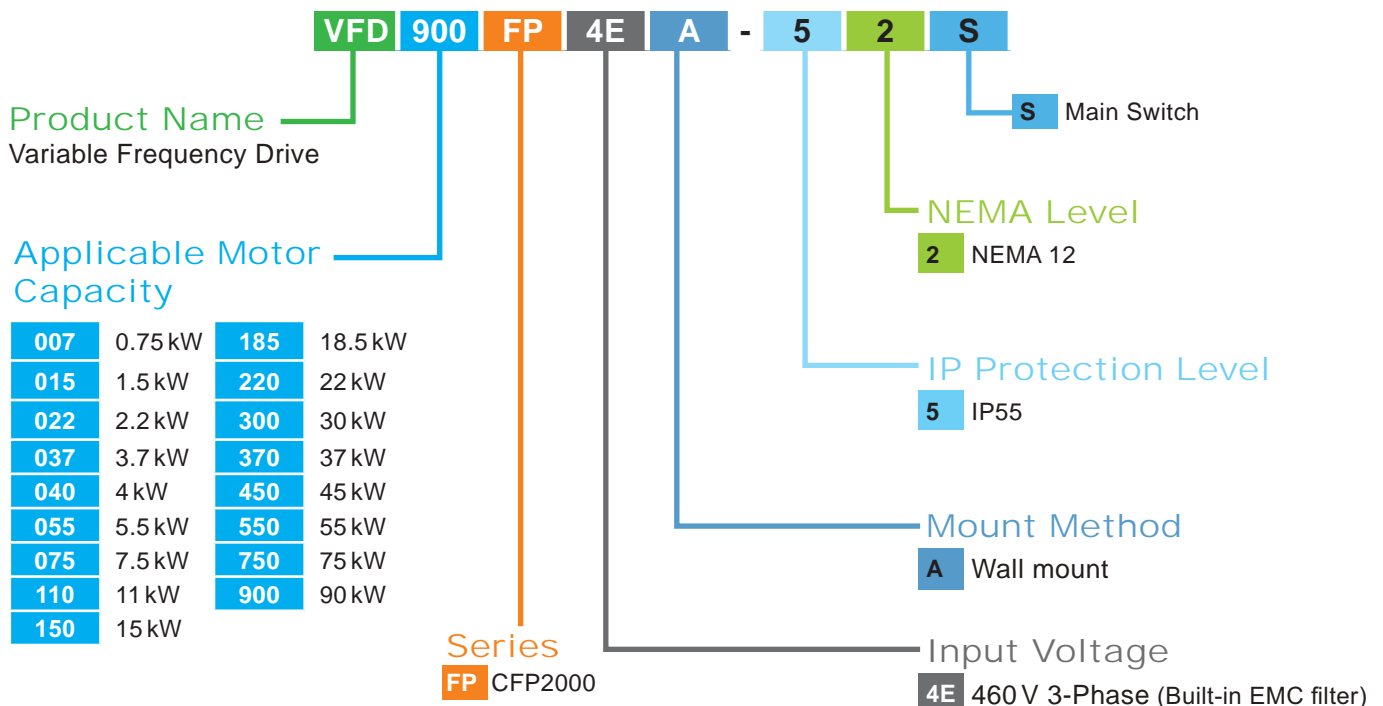 VFD 900 FP 4E A - 5 2 S
Product Name
Variable Frequency Drive
S Main Switch
NEMA Level
2 NEMA 12
Applicable Motor
Capacity
007 0.75 kW 185 18.5 kW
015 1.5 kW 220 22 kW
022 2.2 kW 300 30 kW
037 3.7 kW 370 37 kW
040 4 kW 450 45 kW
055 5.5 kW 550 55 kW
075 7.5 kW 750 75 kW
110 11 kW 900 90 kW
150 15 kW
IP Protection Level
5 IP55
Mount Method
A Wall mount
Series
FP CFP2000
Input Voltage
4E 460 V 3-Phase (Built-in EMC filter)